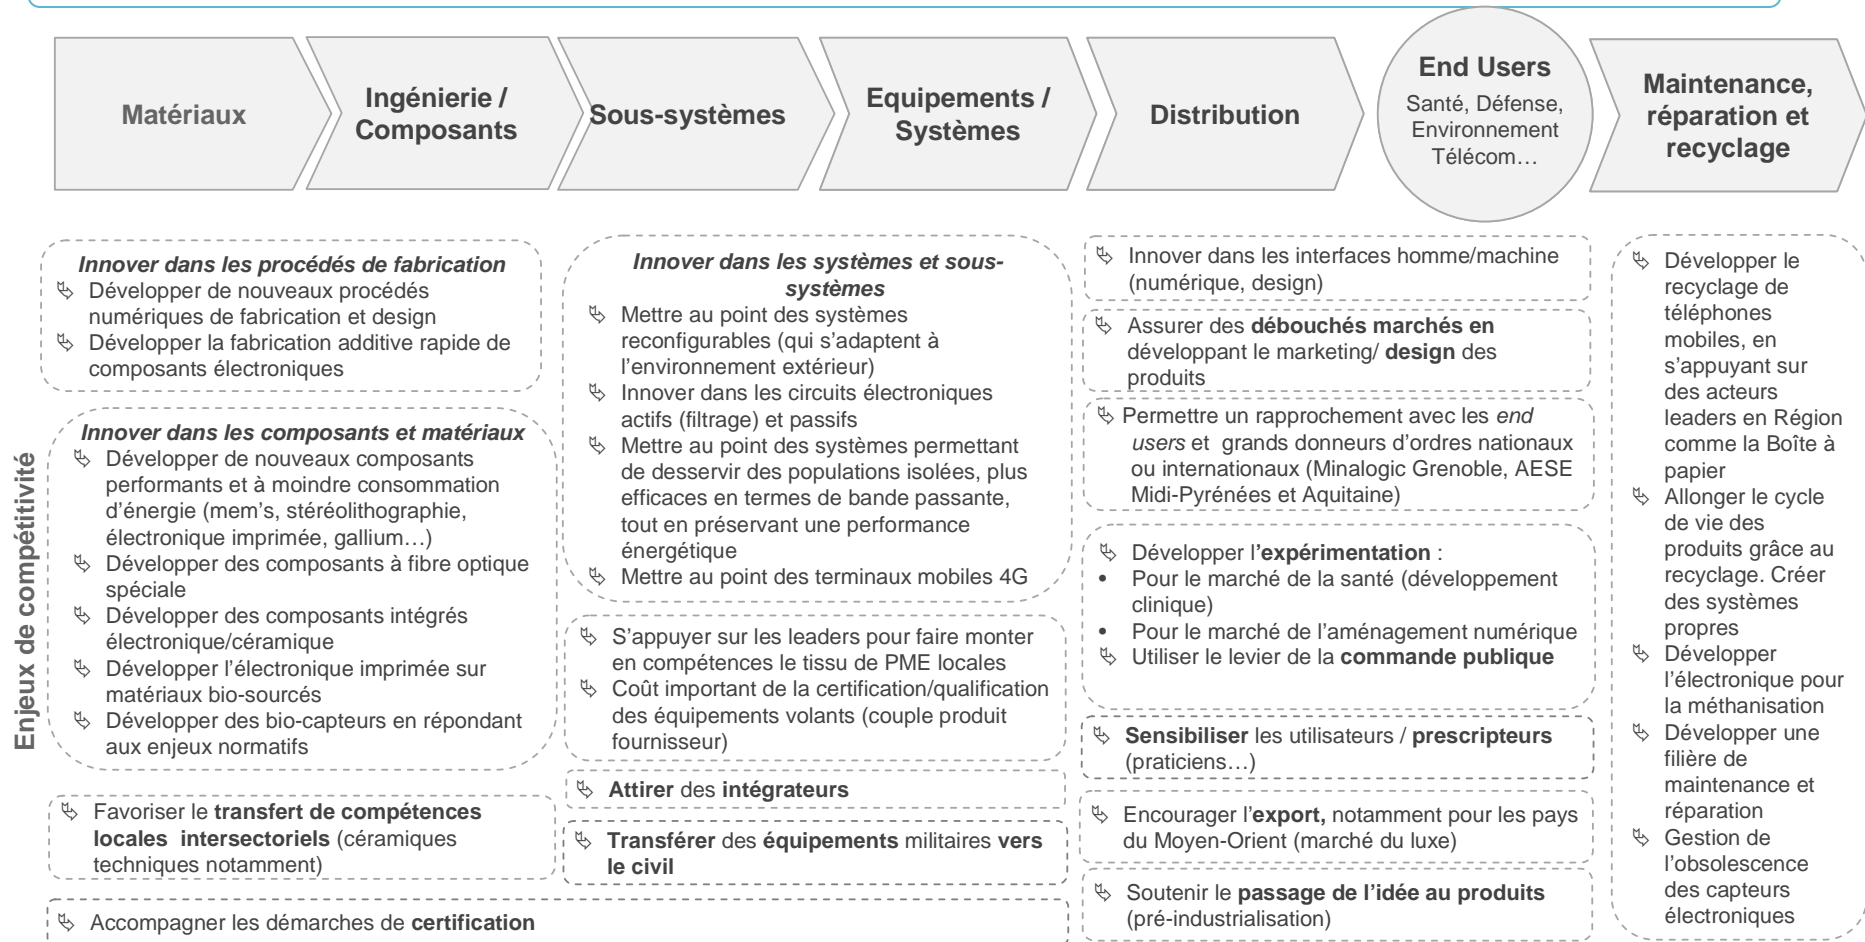 Matériaux
Ingénierie /
Composants
Sous-systèmes
Equipements /
Systèmes
Distribution
End Users
Santé, Défense,
Environnement
Télécom…
Maintenance,
réparation et
recyclage
Enjeux de compétitivité
Innover dans les procédés de fabrication
Développer de nouveaux procédés
numériques de fabrication et design
Développer la fabrication additive rapide de
composants électroniques
Innover dans les composants et matériaux
Développer de nouveaux composants
performants et à moindre consommation
d’énergie (mem’s, stéréolithographie,
électronique imprimée, gallium…)
Développer des composants à fibre optique
spéciale
Développer des composants intégrés
électronique/céramique
Développer l’électronique imprimée sur
matériaux bio-sourcés
Développer des bio-capteurs en répondant
aux enjeux normatifs
Favoriser le transfert de compétences
locales intersectoriels (céramiques
techniques notamment)
Accompagner les démarches de certification
Innover dans les systèmes et sous-
systèmes
Mettre au point des systèmes
reconfigurables (qui s’adaptent à
l’environnement extérieur)
Innover dans les circuits électroniques
actifs (filtrage) et passifs
Mettre au point des systèmes permettant
de desservir des populations isolées, plus
efficaces en termes de bande passante,
tout en préservant une performance
énergétique
Mettre au point des terminaux mobiles 4G
S’appuyer sur les leaders pour faire monter
en compétences le tissu de PME locales
Coût important de la certification/qualification
des équipements volants (couple produit
fournisseur)
Attirer des intégrateurs
Transférer des équipements militaires vers
le civil
Innover dans les interfaces homme/machine
(numérique, design)
Assurer des débouchés marchés en
développant le marketing/ design des
produits
Permettre un rapprochement avec les end
users et grands donneurs d’ordres nationaux
ou internationaux (Minalogic Grenoble, AESE
Midi-Pyrénées et Aquitaine)
Développer l’expérimentation :
• Pour le marché de la santé (développement
clinique)
• Pour le marché de l’aménagement numérique
Utiliser le levier de la commande publique
Sensibiliser les utilisateurs / prescripteurs
(praticiens…)
Encourager l’export, notamment pour les pays
du Moyen-Orient (marché du luxe)
Soutenir le passage de l’idée au produits
(pré-industrialisation)
Développer le
recyclage de
téléphones
mobiles, en
s’appuyant sur
des acteurs
leaders en Région
comme la Boîte à
papier
Allonger le cycle
de vie des
produits grâce au
recyclage. Créer
des systèmes
propres
Développer
l’électronique pour
la méthanisation
Développer une
filière de
maintenance et
réparation
Gestion de
l’obsolescence
des capteurs
électroniques